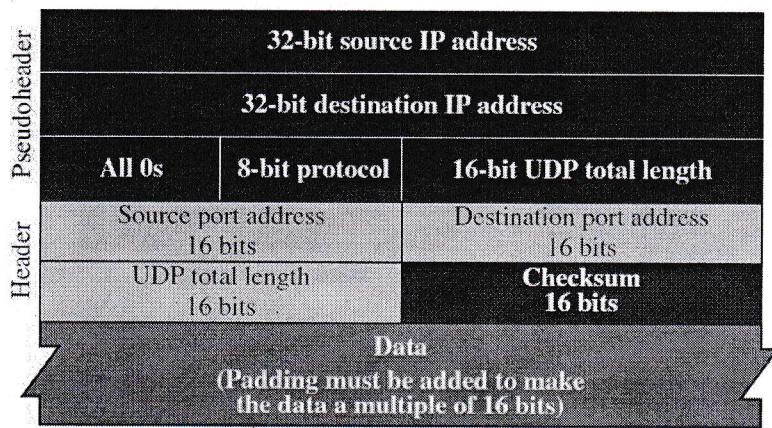 Pseudoheader
32-bit source IP address
32-bit destination IP address
All 0s
8-bit protocol
16-bit UDP total length
Header
Source port address
16 bits
Destination port address
16 bits
UDP total length
16 bits
Checksum
16 bits
Data
(Padding must be added to make
the data a multiple of 16 bits)